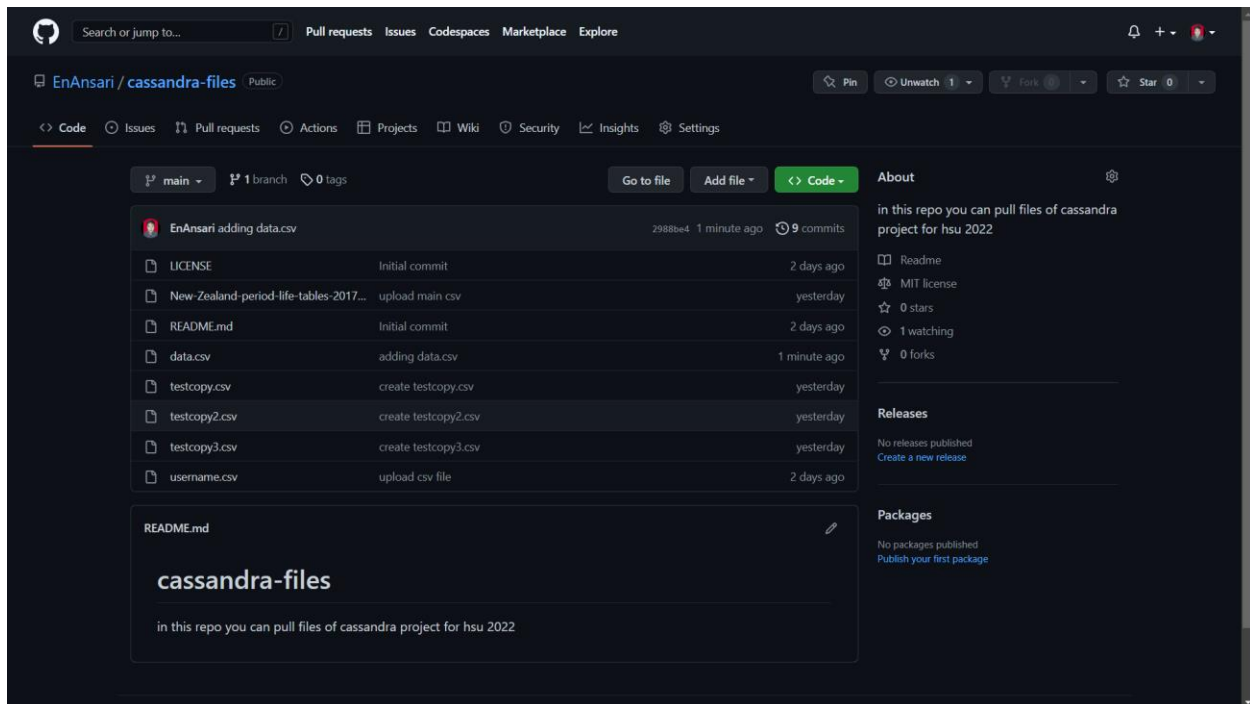 Search or jump to... / Pull requests Issues Codespaces Marketplace Explore
EnAnsari / cassandra-files Public Pin Unwatch 1 Fork 0 Star 0
Code Issues Pull requests Actions Projects Wiki Security Insights Settings
main 1 branch 0 tags Go to file Add file Code
EnAnsari adding data.csv 2988be4 1 minute ago 9 commits
LICENSE Initial commit 2 days ago
New-Zealand-period-life-tables-2017... upload main csv yesterday
README.md Initial commit 2 days ago
data.csv adding data.csv 1 minute ago
testcopy.csv create testcopy.csv yesterday
testcopy2.csv create testcopy2.csv yesterday
testcopy3.csv create testcopy3.csv yesterday
username.csv upload csv file 2 days ago
README.md
cassandra-files
in this repo you can pull files of cassandra project for hsu 2022
About
in this repo you can pull files of cassandra
project for hsu 2022
Readme
MIT license
0 stars
1 watching
0 forks
Releases
No releases published
Create a new release
Packages
No packages published
Publish your first package